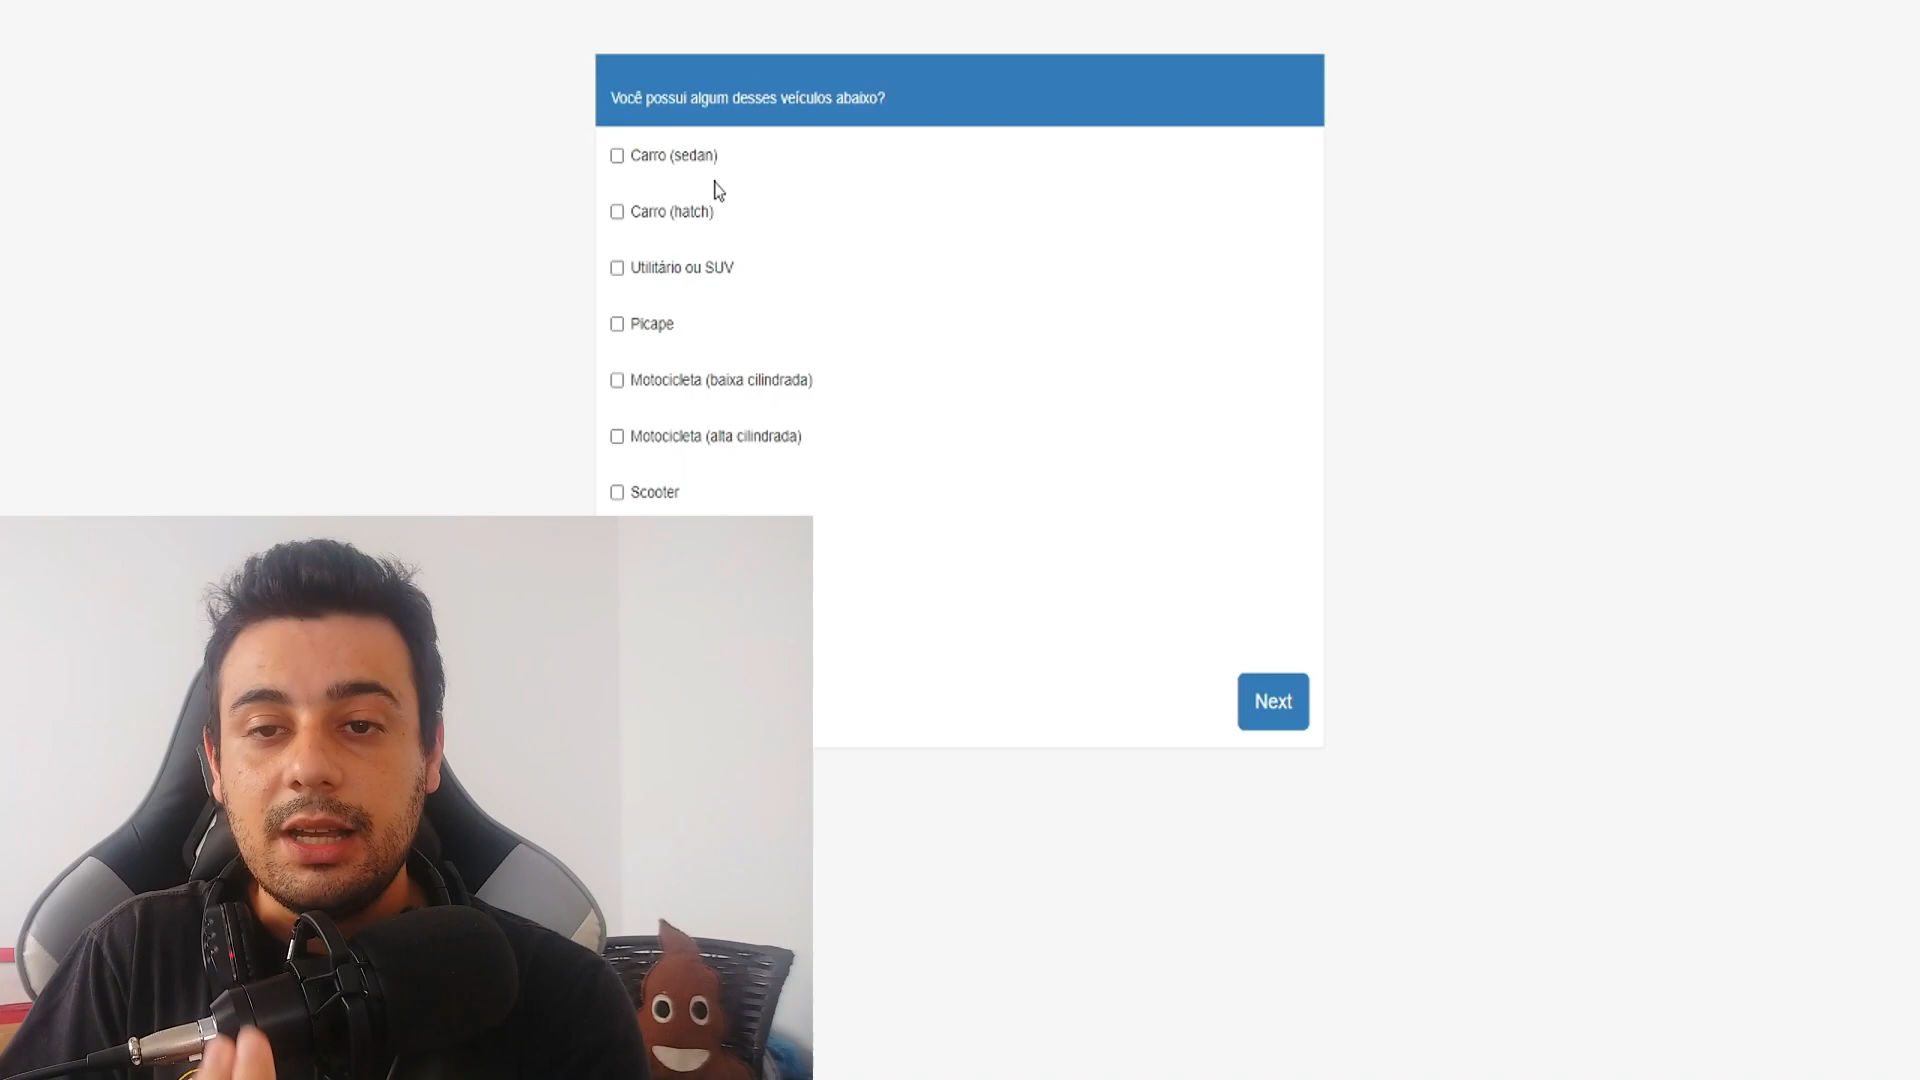 Você possui algum desses veículos abaixo?
Carro (sedan)
Carro (hatch)
Utilitário ou SUV
Picape
Motocicleta (baixa cilindrada)
Motocicleta (alta cilindrada)
Scooter
Next